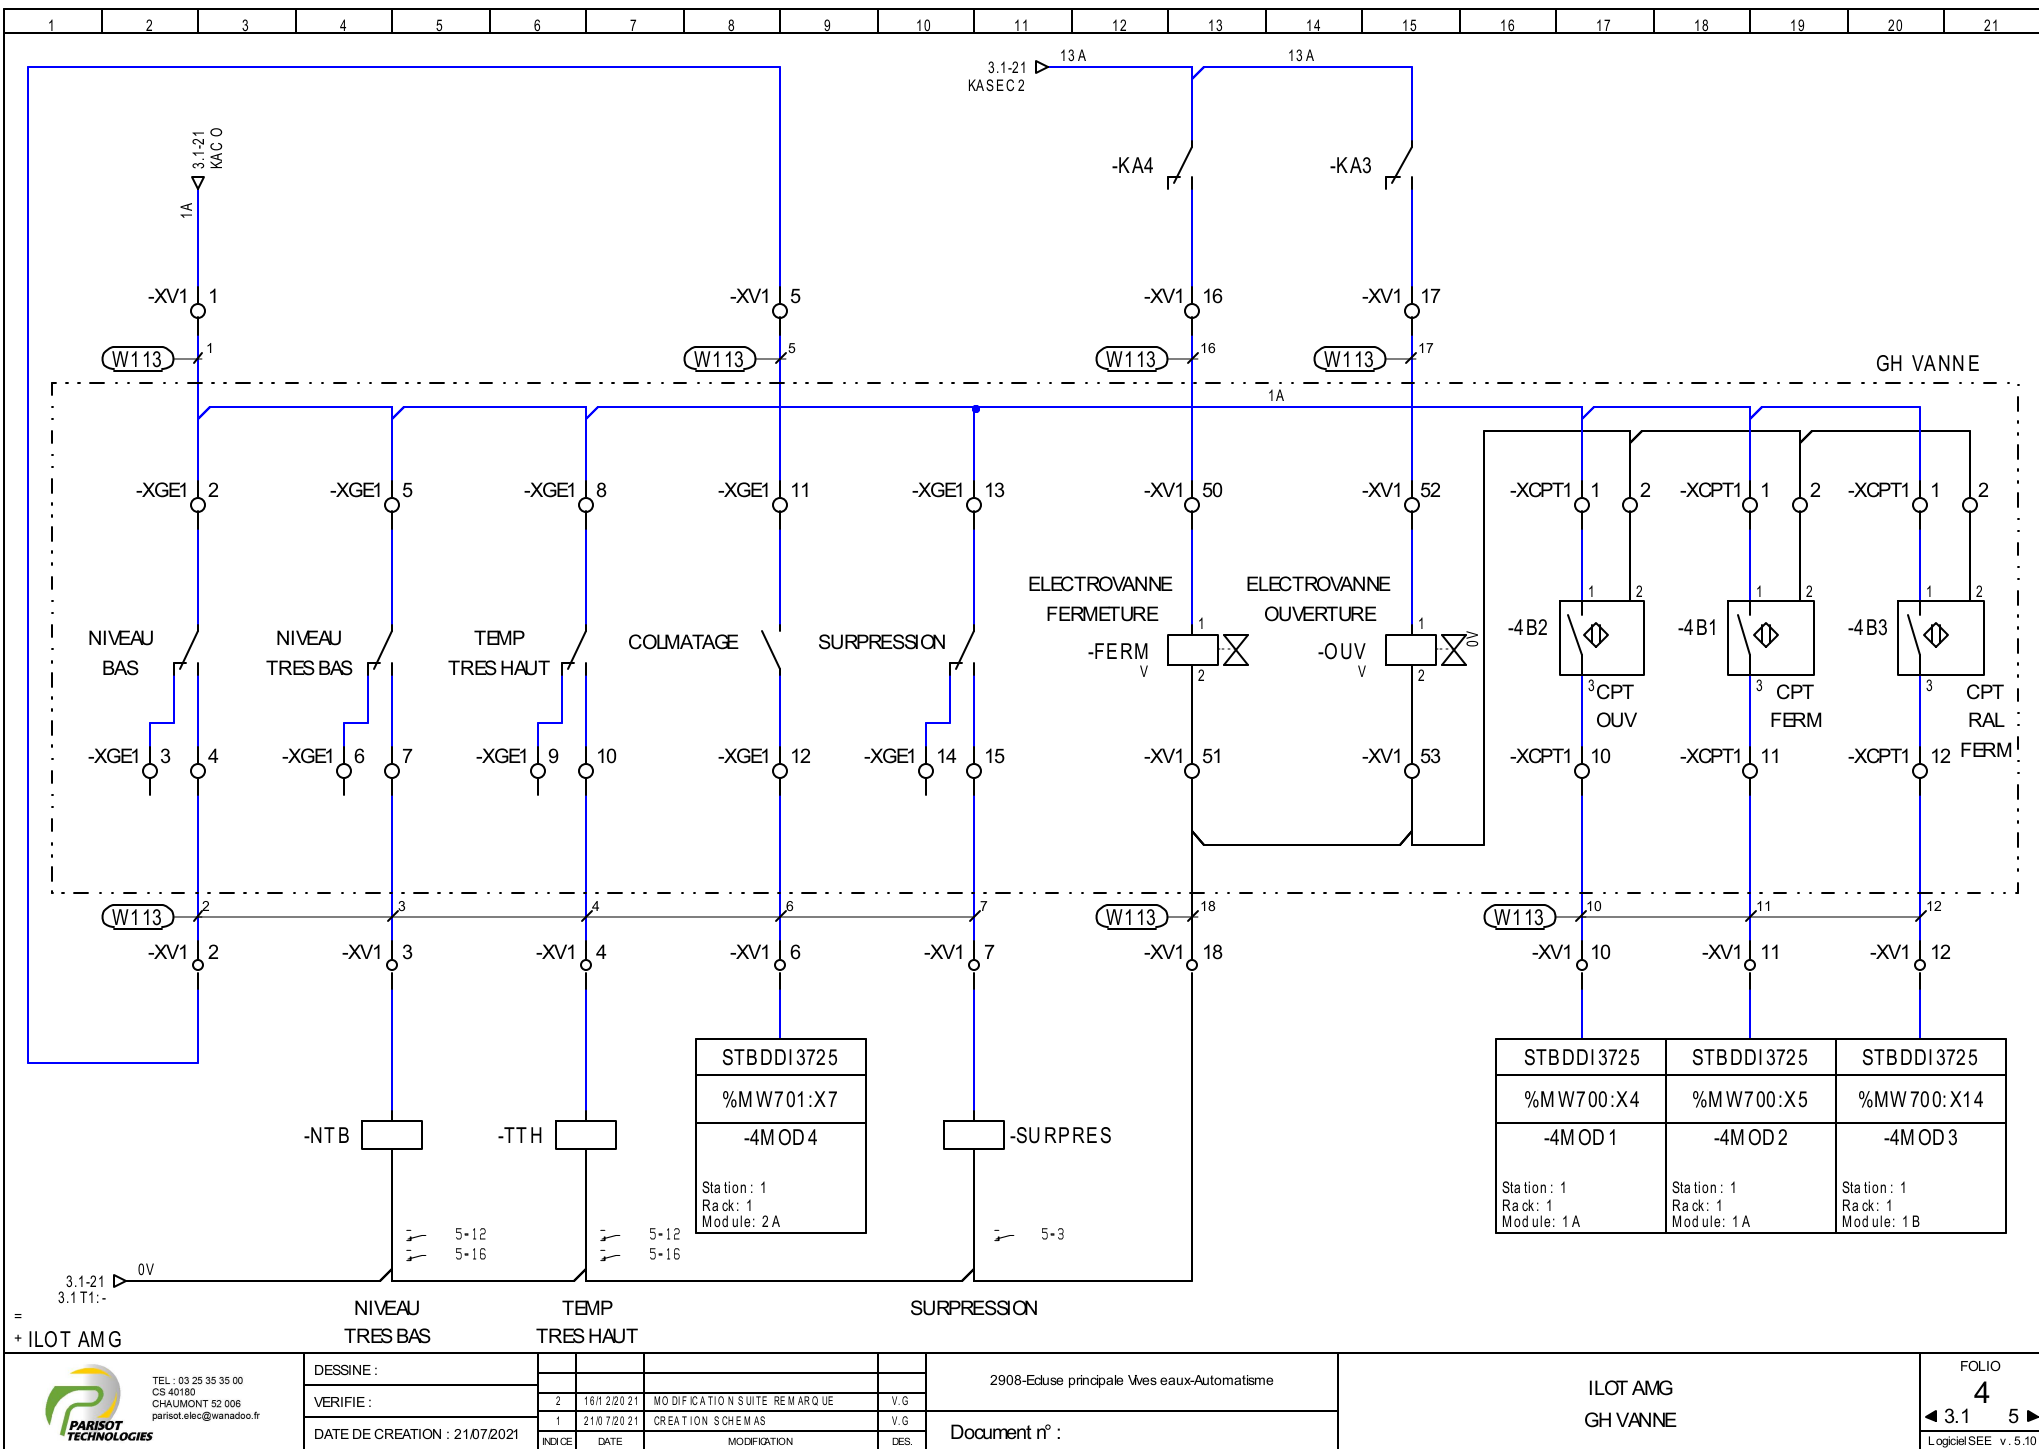 1 2 3 4 5 6 7 8 9 10 11 12 13 14 15 16 17 18 19 20 21
3.1-21
KASEC2
13A
13A
3.1-21
KACO
1A
-KA4
-KA3
-XV1 1
-XV1 5
-XV1 16
-XV1 17
W113 1
W113 5
W113 16
W113 17
GH VANNE
1A
-XGE1 2
-XGE1 5
-XGE1 8
-XGE1 11
-XGE1 13
-XV1 50
-XV1 52
-XCPT1 1 2
-XCPT1 1 2
-XCPT1 1 2
NIVEAU
BAS
NIVEAU
TRES BAS
TEMP
TRES HAUT
COLMATAGE
SURPRESSION
ELECTROVANNE
FERMETURE
-FERM
V
1
2
ELECTROVANNE
OUVERTURE
-OUV
V
1
2
0V
-4B2
1 2
3
CPT
OUV
-4B1
1 2
3
CPT
FERM
-4B3
1 2
3
CPT
RAL
FERM
-XGE1 3 4
-XGE1 6 7
-XGE1 9 10
-XGE1 12
-XGE1 14 15
-XV1 51
-XV1 53
-XCPT1 10
-XCPT1 11
-XCPT1 12
W113 2 3 4 6 7
W113 18
W113 10 11 12
-XV1 2
-XV1 3
-XV1 4
-XV1 6
-XV1 7
-XV1 18
-XV1 10
-XV1 11
-XV1 12
STBDDI3725
%MW701:X7
-4MOD4
Station: 1
Rack: 1
Module: 2A
STBDDI3725
%MW700:X4
-4MOD1
Station: 1
Rack: 1
Module: 1A
STBDDI3725
%MW700:X5
-4MOD2
Station: 1
Rack: 1
Module: 1A
STBDDI3725
%MW700:X14
-4MOD3
Station: 1
Rack: 1
Module: 1B
-NTB
-TTH
-SURPRES
5-12
5-16
5-12
5-16
5-3
3.1-21
3.1T1:-
0V
NIVEAU
TRES BAS
TEMP
TRES HAUT
SURPRESSION
=
+ ILOT AMG
PARISOT
TECHNOLOGIES
TEL : 03 25 35 35 00
CS 40180
CHAUMONT 52 006
parisot.elec@wanadoo.fr
DESSINE :
VERIFIE :
DATE DE CREATION : 21/07/2021
2 16/12/2021 MODIFICATION SUITE REMARQUE V.G
1 21/07/2021 CREATION SCHEMAS V.G
INDICE DATE MODIFICATION DES.
2908-Ecluse principale Vives eaux-Automatisme
Document n° :
ILOT AMG
GH VANNE
FOLIO
4
3.1 5
Logiciel SEE v.5.10